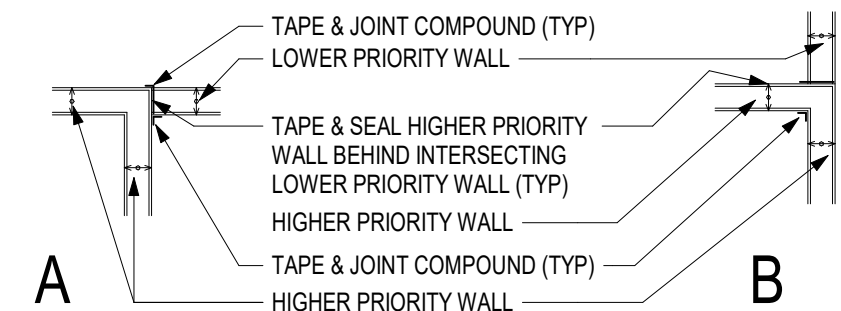 TAPE & JOINT COMPOUND (TYP)
LOWER PRIORITY WALL
TAPE & SEAL HIGHER PRIORITY
WALL BEHIND INTERSECTING
LOWER PRIORITY WALL (TYP)
HIGHER PRIORITY WALL
TAPE & JOINT COMPOUND (TYP)
HIGHER PRIORITY WALL
A
B